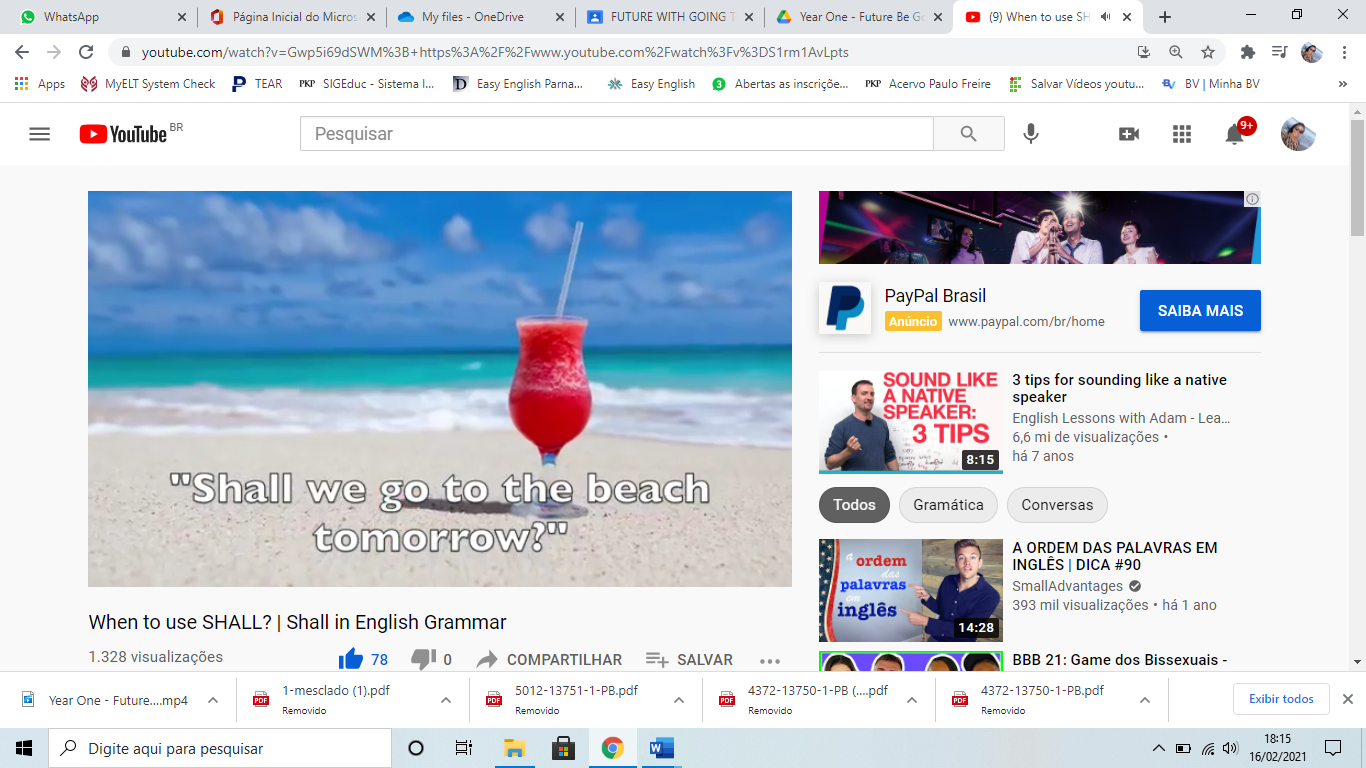 WhatsApp
Página Inicial do Micros
My files - OneDrive
FUTURE WITH GOING T
Year One - Future Be Go
(9) When to use SH
youtube.com/watch?v=Gwp5i69dSWM%3B+https%3A%2F%2Fwww.youtube.com%2Fwatch%3Fv%3DS1rm1AvLpts
Apps
MyELT System Check
TEAR
PKP
SIGEduc - Sistema I...
Easy English Parna...
Easy English
3
Abertas as inscriçõe...
PKP
Acervo Paulo Freire
Salvar Vídeos youtu...
BV | Minha BV
»
YouTube BR
Pesquisar
9+
"Shall we go to the beach
tomorrow?"
When to use SHALL? | Shall in English Grammar
1.328 visualizações
78
0
COMPARTILHAR
SALVAR
PayPal Brasil
Anúncio www.paypal.com/br/home
SAIBA MAIS
SOUND LIKE
A NATIVE
SPEAKER:
3 TIPS
8:15
3 tips for sounding like a native
speaker
English Lessons with Adam - Lea...
6,6 mi de visualizações •
há 7 anos
Todos
Gramática
Conversas
a ordem
das
palavras
em
inglês
14:28
A ORDEM DAS PALAVRAS EM
INGLÊS | DICA #90
SmallAdvantages
393 mil visualizações • há 1 ano
BBB 21: Game dos Bissexuais -
Year One - Future....mp4
PDF
1-mesclado (1).pdf
Removido
PDF
5012-13751-1-PB.pdf
Removido
PDF
4372-13750-1-PB (....pdf
Removido
PDF
4372-13750-1-PB.pdf
Removido
Exibir todos
Digite aqui para pesquisar
18:15
16/02/2021